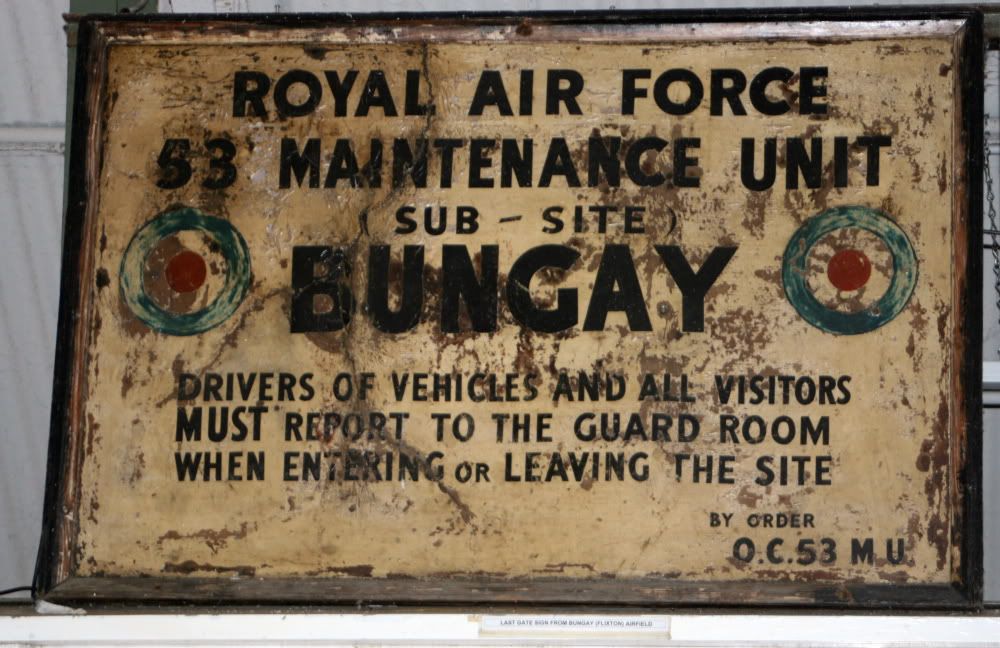 ROYAL AIR FORCE
53 MAINTENANCE UNIT
(SUB - SITE)
BUNGAY
DRIVERS OF VEHICLES AND ALL VISITORS
MUST REPORT TO THE GUARD ROOM
WHEN ENTERING OR LEAVING THE SITE
BY ORDER
O.C.53 M.U.
LAST GATE SIGN FROM BUNGAY (FLIXTON) AIRFIELD